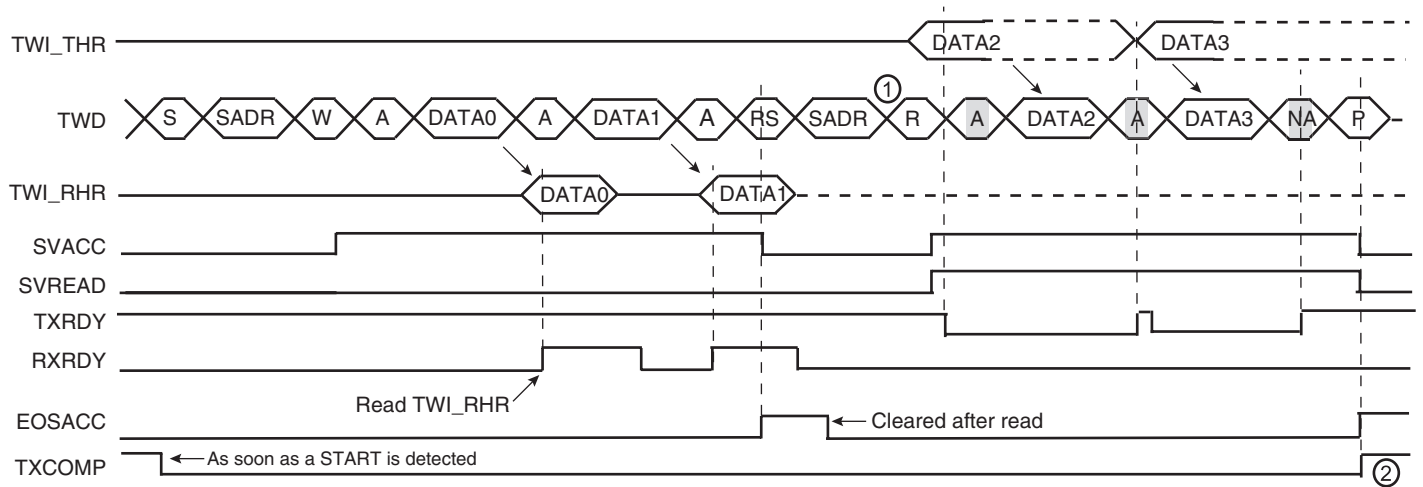 TWI_THR DATA2 DATA3
1
TWD S SADR W A DATA0 A DATA1 A RS SADR R A DATA2 A DATA3 NA P
TWI_RHR DATA0 DATA1
SVACC
SVREAD
TXRDY
RXRDY
Read TWI_RHR
EOSACC Cleared after read
TXCOMP As soon as a START is detected 2